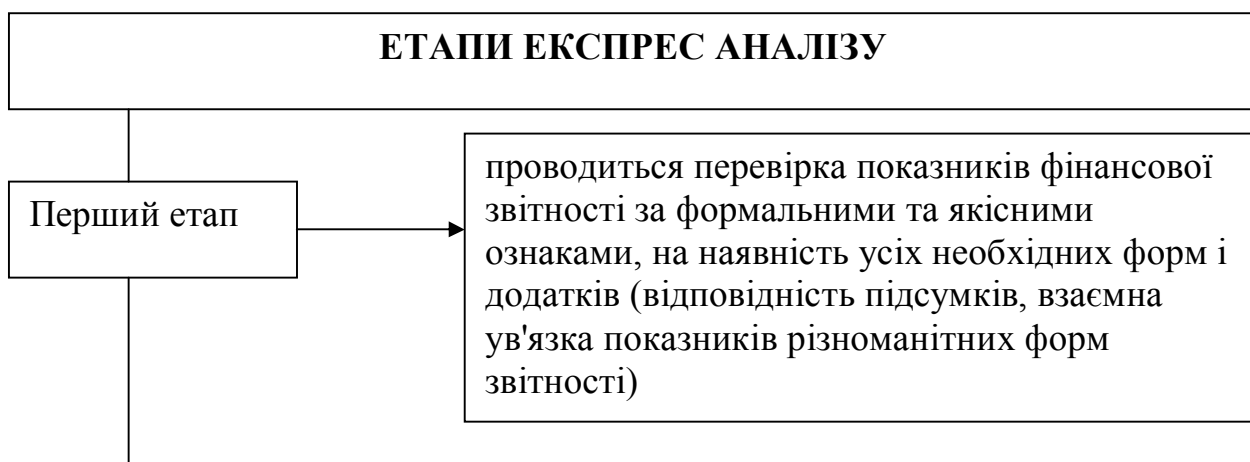 ЕТАПИ ЕКСПРЕС АНАЛІЗУ
Перший етап
проводиться перевірка показників фінансової
звітності за формальними та якісними
ознаками, на наявність усіх необхідних форм і
додатків (відповідність підсумків, взаємна
ув'язка показників різноманітних форм
звітності)